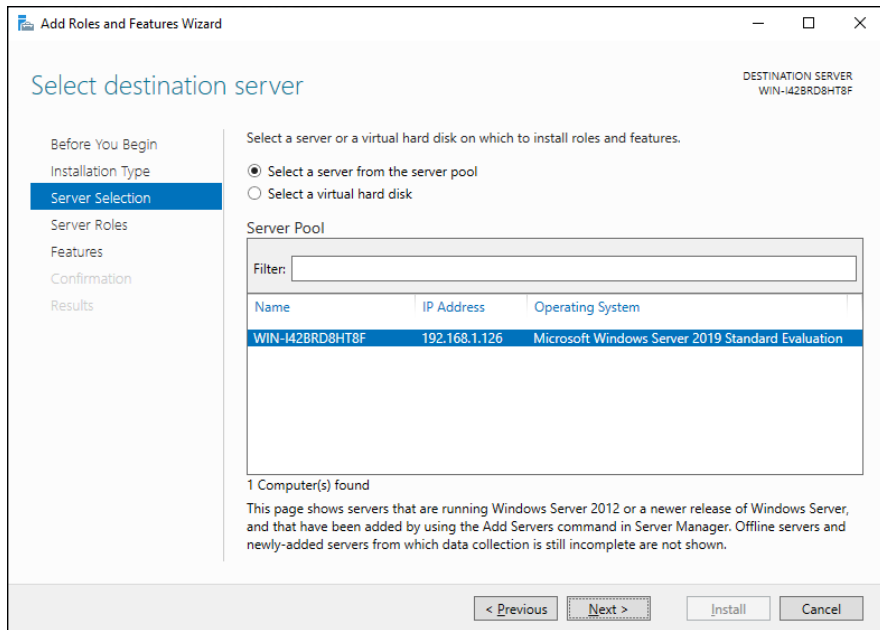 Add Roles and Features Wizard
Select destination server
DESTINATION SERVER
WIN-I42BRD8HT8F
Before You Begin
Installation Type
Server Selection
Server Roles
Features
Confirmation
Results
Select a server or a virtual hard disk on which to install roles and features.
Select a server from the server pool
Select a virtual hard disk
Server Pool
Filter:
Name IP Address Operating System
WIN-I42BRD8HT8F 192.168.1.126 Microsoft Windows Server 2019 Standard Evaluation
1 Computer(s) found
This page shows servers that are running Windows Server 2012 or a newer release of Windows Server,
and that have been added by using the Add Servers command in Server Manager. Offline servers and
newly-added servers from which data collection is still incomplete are not shown.
< Previous Next > Install Cancel